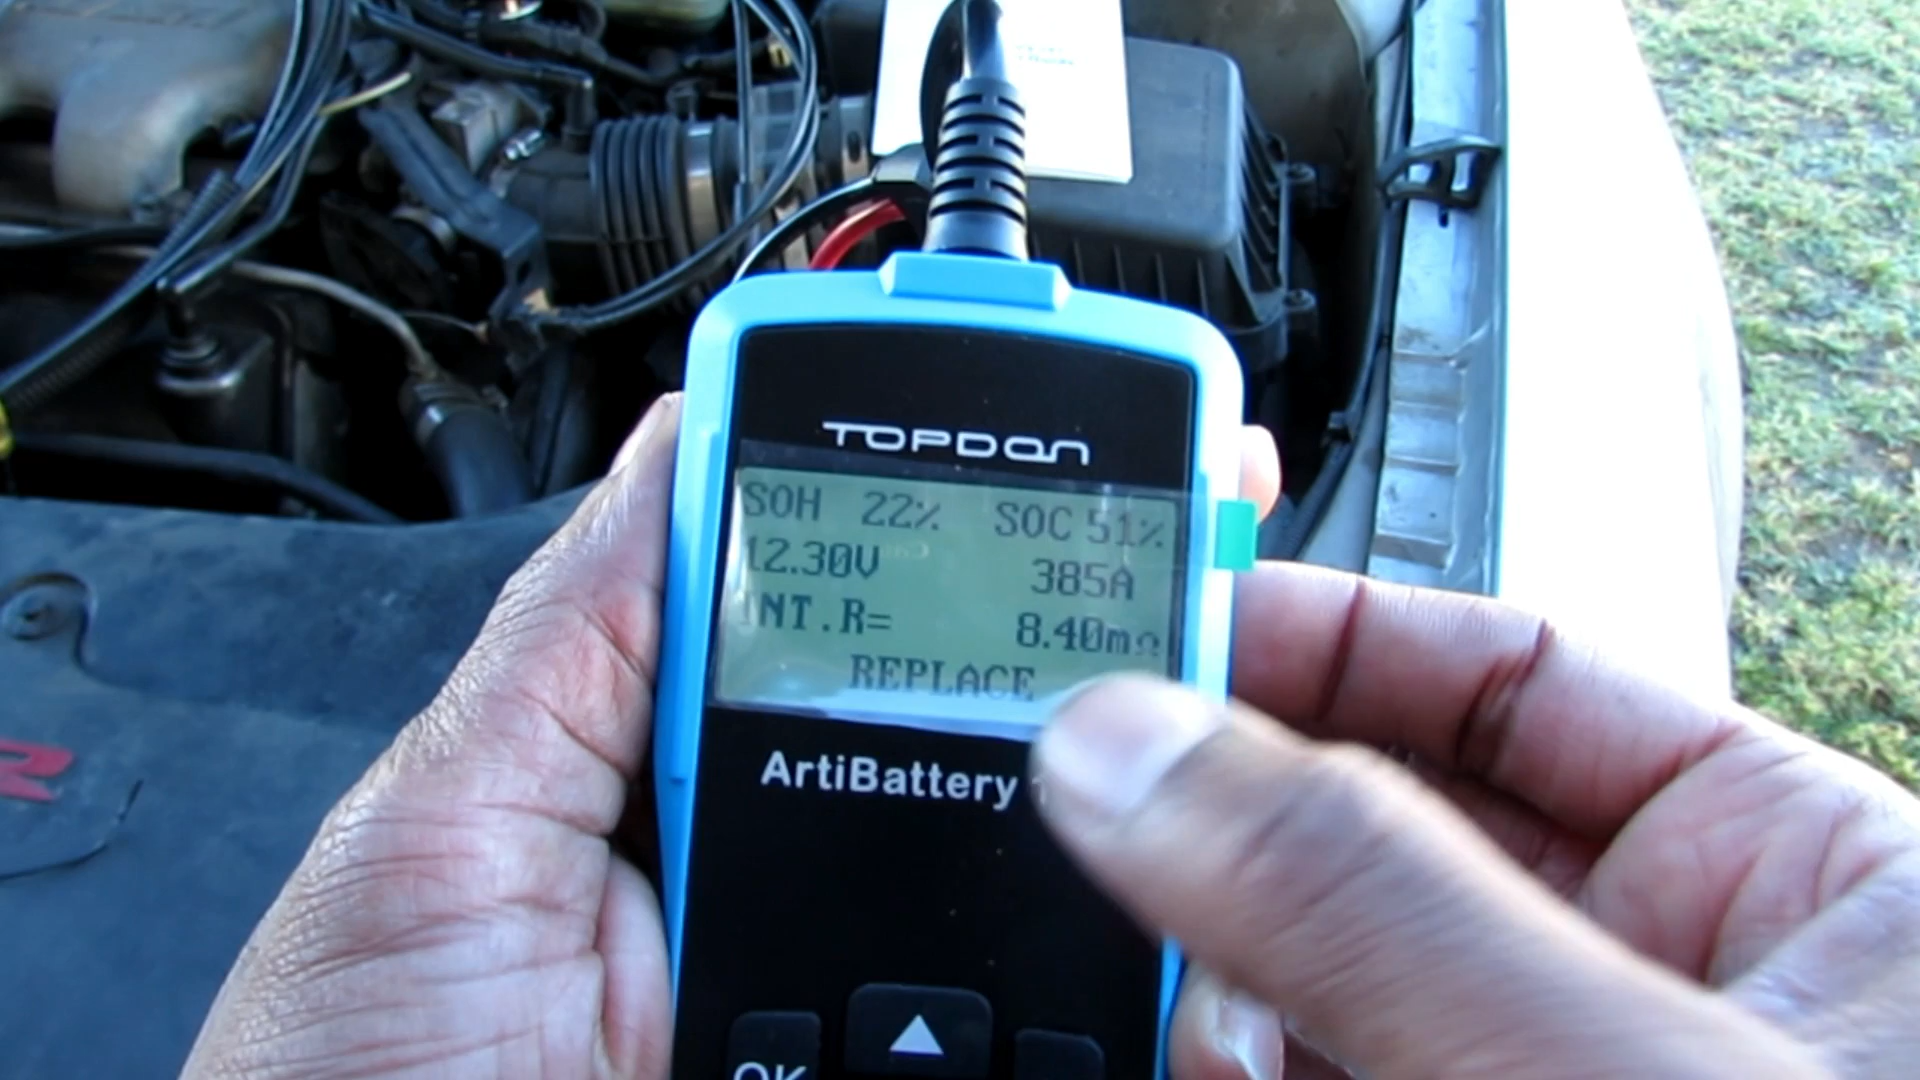 TOPDON
SOH 22% SOC 51%
12.30V 385A
INT.R= 8.40mΩ
REPLACE
ArtiBattery
OK
R